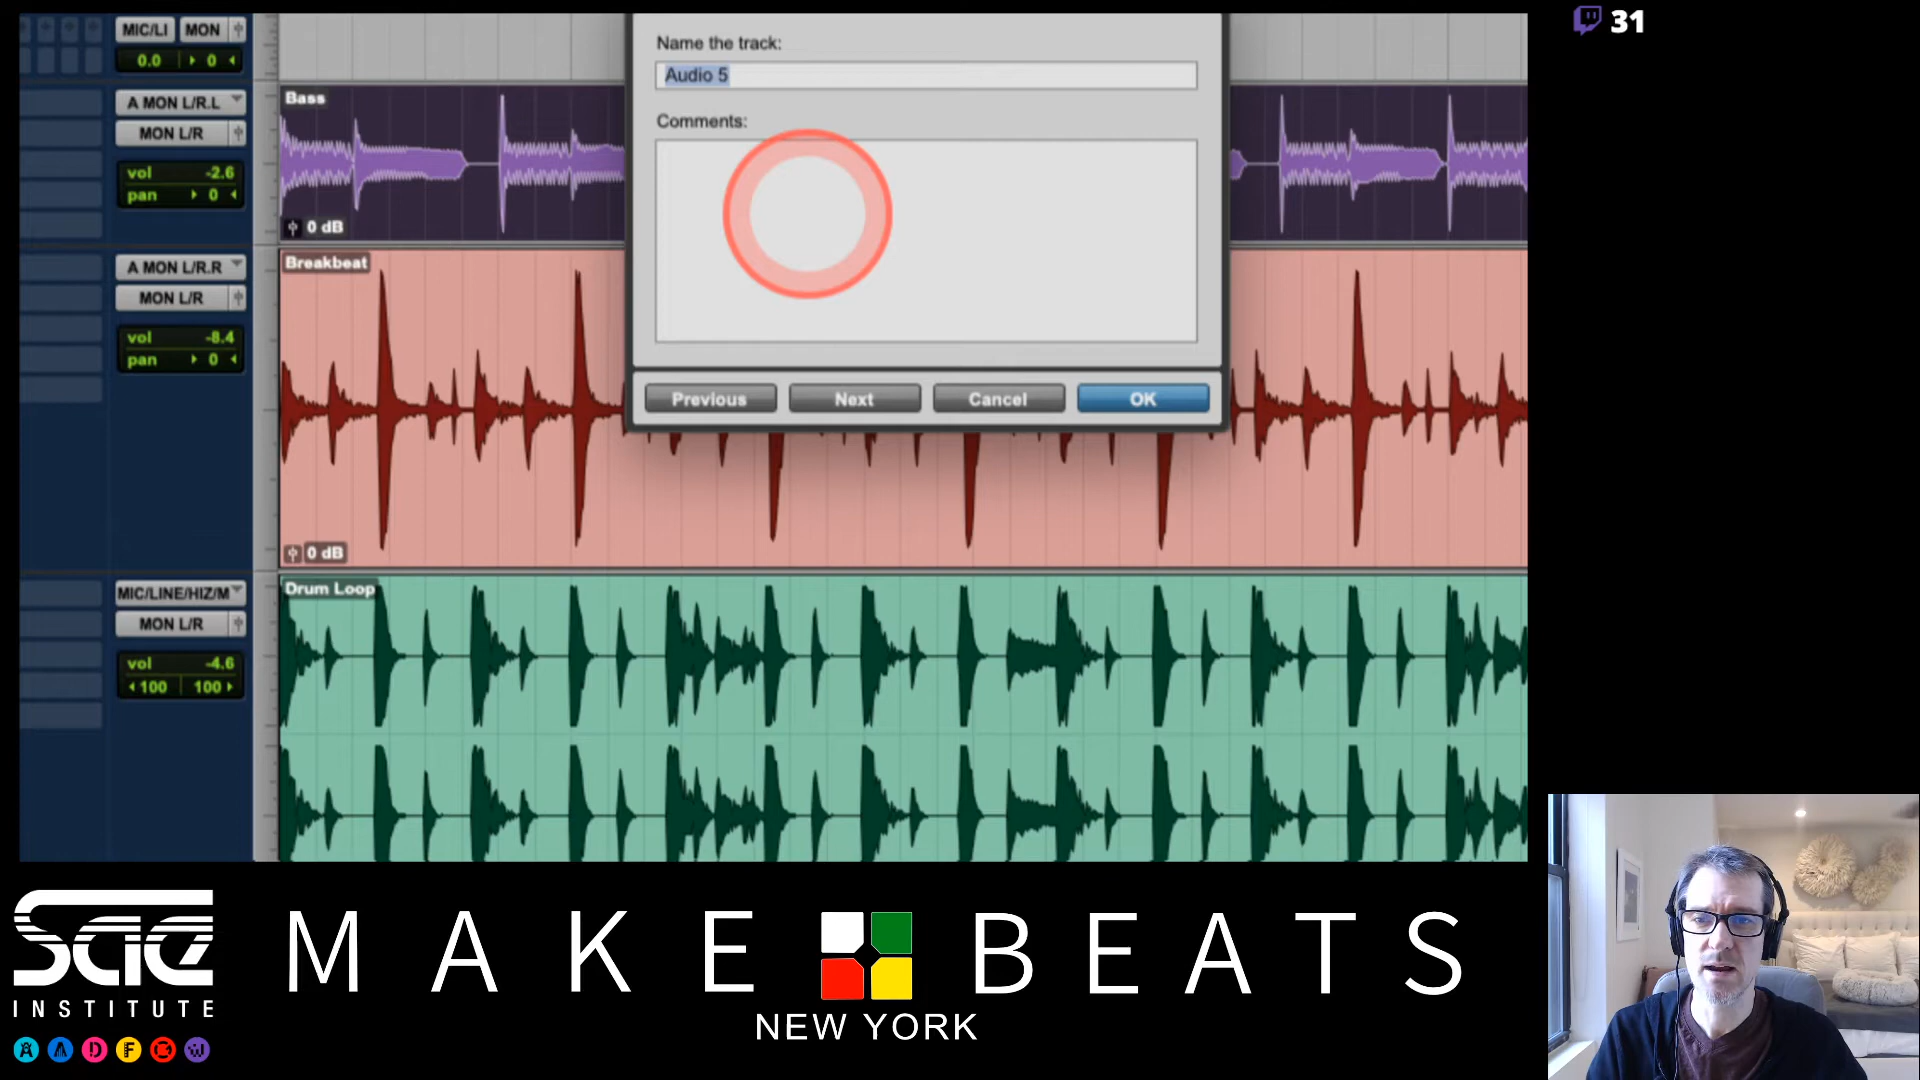 31
MIC/LI MON
0.0 0
Name the track:
Audio 5
Comments:
Previous Next Cancel OK
A MON L/R.L
MON L/R
vol -2.6
pan 0
Bass
0 dB
A MON L/R.R
MON L/R
vol -8.4
pan 0
Breakbeat
0 dB
MIC/LINE/HIZ/M
MON L/R
vol -4.6
100 100
Drum Loop
sae
INSTITUTE
A A D F W
MAKE BEATS
NEW YORK